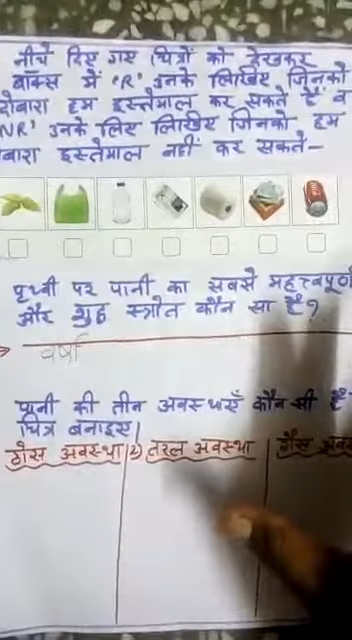 नीचे दिए गए चित्रों को देखकर
बॉक्स में 'R' उनके लिखिए जिनको
दोबारा हम इस्तेमाल कर सकते हैं व
NR' उनके लिए लिखिए जिनको हम
बारा इस्तेमाल नहीं कर सकते-
पृथ्वी पर पानी का सबसे महत्वपूर्ण
और शुद्ध स्त्रोत कौन सा है?
वर्षा
पानी की तीन अवस्थाएँ कौन सी हैं
चित्र बनाइए
ठोस अवस्था 2) तरल अवस्था गैस अवस